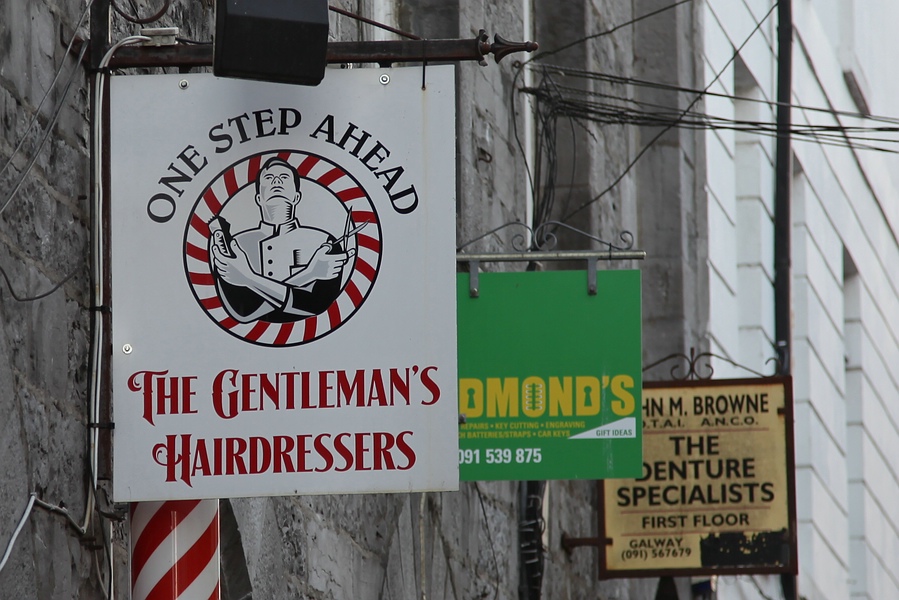 ONE STEP AHEAD
THE GENTLEMAN'S
HAIRDRESSERS
DMOND'S
EPAIRS • KEY CUTTING • ENGRAVING
BATTERIES/STRAPS • CAR KEYS
GIFT IDEAS
091 539 875
HN M. BROWNE
.T.A.I. A.N.C.O.
THE
DENTURE
SPECIALISTS
FIRST FLOOR
GALWAY
(091) 567679